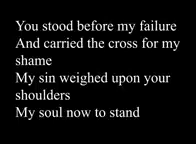 You stood before my failure
And carried the cross for my
shame
My sin weighed upon your
shoulders
My soul now to stand